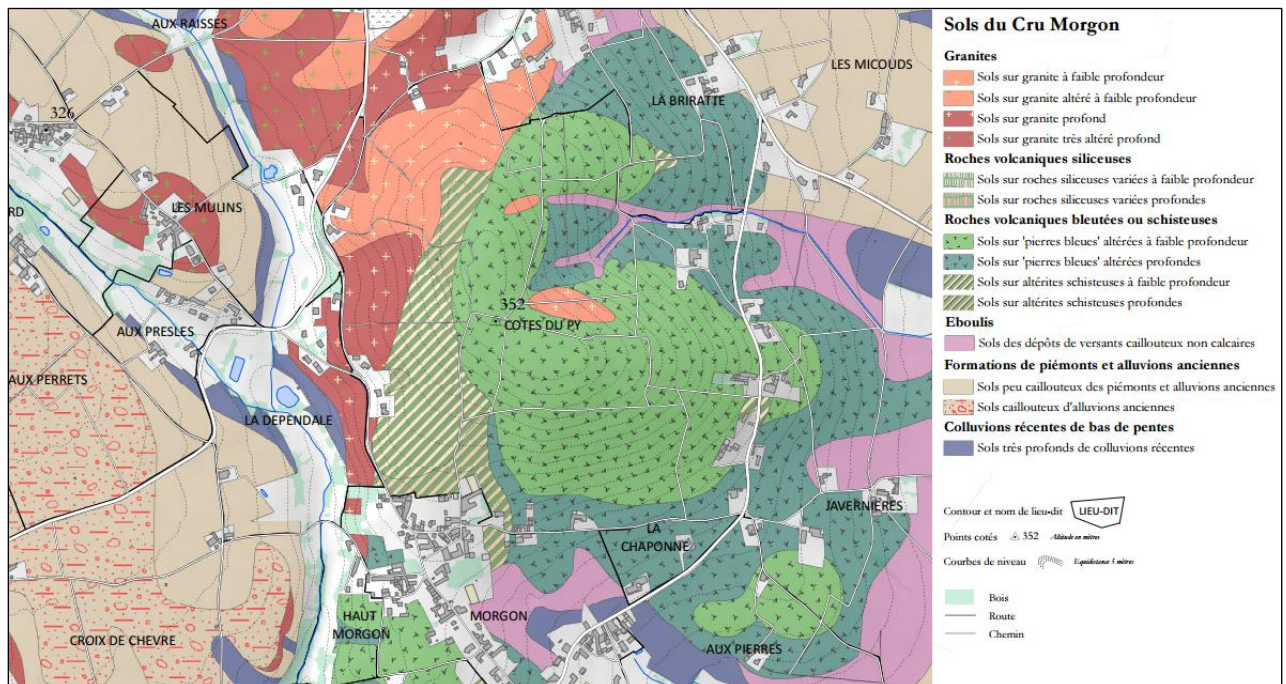 AUX RAISSES
LES MICOUDS
LA BRIRATTE
326
LES MULINS
RD
352
COTES DU PY
AUX PRESLES
AUX PERRETS
LA DEPENDALE
JAVERNIÈRES
LA
CHAPONNE
HAUT
MORGON
MORGON
CROIX DE CHEVRE
AUX PIERRES
Sols du Cru Morgon
Granites
Sols sur granite à faible profondeur
Sols sur granite altéré à faible profondeur
Sols sur granite profond
Sols sur granite très altéré profond
Roches volcaniques siliceuses
Sols sur roches siliceuses variées à faible profondeur
Sols sur roches siliceuses variées profondes
Roches volcaniques bleutées ou schisteuses
Sols sur 'pierres bleues' altérées à faible profondeur
Sols sur 'pierres bleues' altérées profondes
Sols sur altérites schisteuses à faible profondeur
Sols sur altérites schisteuses profondes
Eboulis
Sols des dépôts de versants caillouteux non calcaires
Formations de piémonts et alluvions anciennes
Sols peu caillouteux des piémonts et alluvions anciennes
Sols caillouteux d'alluvions anciennes
Colluvions récentes de bas de pentes
Sols très profonds de colluvions récentes
Contour et nom de lieu-dit LIEU-DIT
Points cotés 352 Altitude en mètres
Courbes de niveau Equidistance 5 mètres
Bois
Route
Chemin